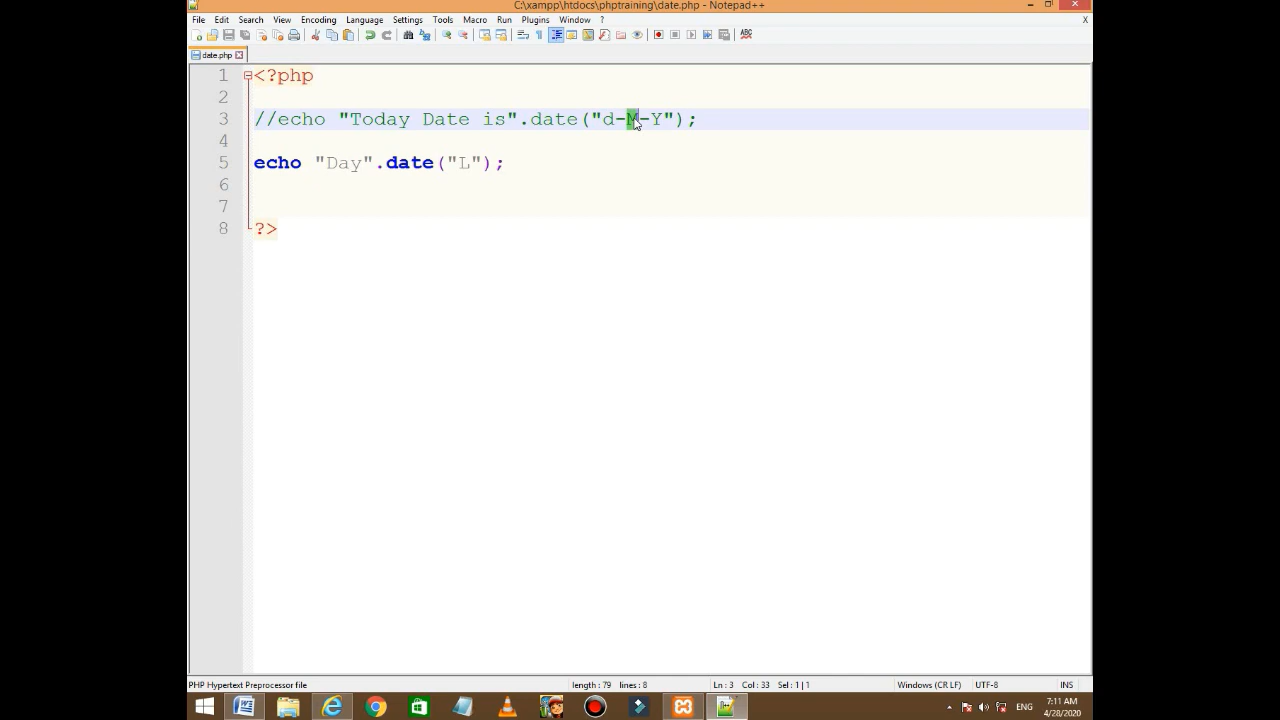 C:\xampp\htdocs\phptraining\date.php - Notepad++
File Edit Search View Encoding Language Settings Tools Macro Run Plugins Window ? X
date.php
1 <?php
2
3 //echo "Today Date is".date("d-M-Y");
4
5 echo "Day".date("L");
6
7
8 ?>
PHP Hypertext Preprocessor file length : 79 lines : 8 Ln : 3 Col : 33 Sel : 1 | 1 Windows (CR LF) UTF-8 INS
ENG 7:11 AM
4/28/2020